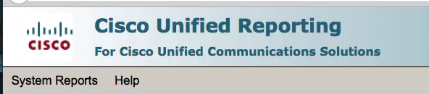 Cisco Unified Reporting
CISCO
For Cisco Unified Communications Solutions
System Reports Help